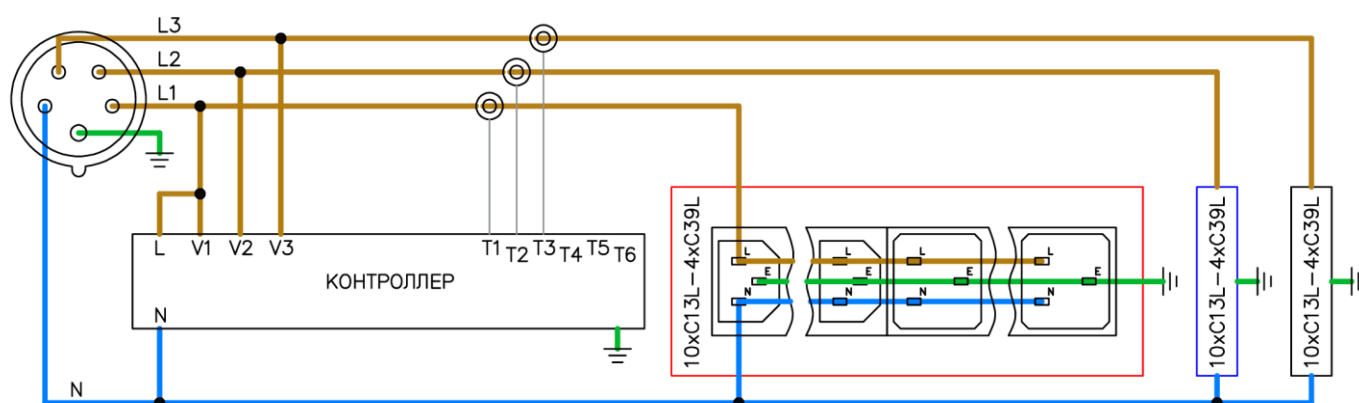 L3
L2
L1
L V1 V2 V3 T1 T2 T3 T4 T5 T6
КОНТРОЛЛЕР
N
N
10xC13L-4xC39L
L L L L
E E E E
N N N N
10xC13L-4xC39L
10xC13L-4xC39L